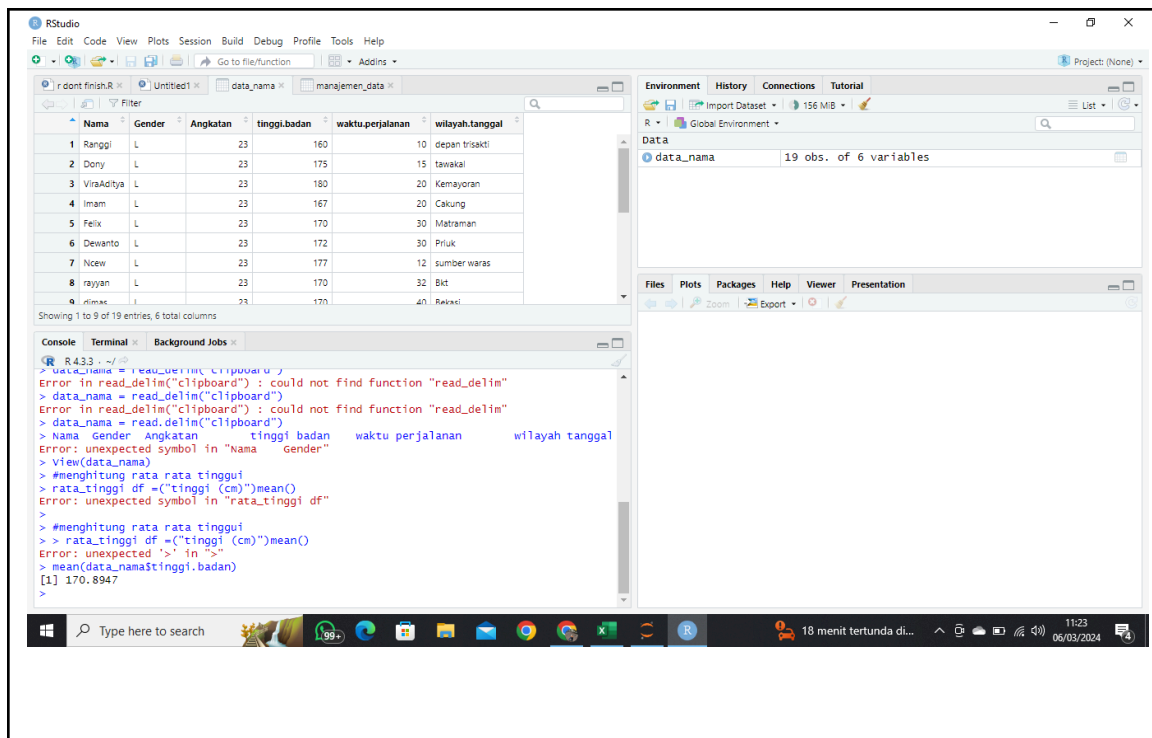 RStudio
File Edit Code View Plots Session Build Debug Profile Tools Help
Go to file/function Addins Project: (None)
r dont finish.R Untitled1 data_nama manajemen_data
Filter
Nama Gender Angkatan tinggi.badan waktu.perjalanan wilayah.tanggal
1 Ranggi L 23 160 10 depan trisakti
2 Dony L 23 175 15 tawakal
3 ViraAditya L 23 180 20 Kemayoran
4 Imam L 23 167 20 Cakung
5 Felix L 23 170 30 Matraman
6 Dewanto L 23 172 30 Priuk
7 Ncew L 23 177 12 sumber waras
8 rayyan L 23 170 32 Bkt
9 dimas L 23 170 40 Bekasi
Showing 1 to 9 of 19 entries, 6 total columns
Console Terminal Background Jobs
R 4.3.3 · ~/
> data_nama = read_delim("clipboard")
Error in read_delim("clipboard") : could not find function "read_delim"
> data_nama = read_delim("clipboard")
Error in read_delim("clipboard") : could not find function "read_delim"
> data_nama = read.delim("clipboard")
> Nama Gender Angkatan tinggi badan waktu perjalanan wilayah tanggal
Error: unexpected symbol in "Nama Gender"
> View(data_nama)
> #menghitung rata rata tinggui
> rata_tinggi df =("tinggi (cm)")mean()
Error: unexpected symbol in "rata_tinggi df"
>
> #menghitung rata rata tinggui
> > rata_tinggi df =("tinggi (cm)")mean()
Error: unexpected '>' in ">"
> mean(data_nama$tinggi.badan)
[1] 170.8947
>
Environment History Connections Tutorial
Import Dataset 156 MiB List
R Global Environment
Data
data_nama 19 obs. of 6 variables
Files Plots Packages Help Viewer Presentation
Zoom Export
Type here to search 99+ 18 menit tertunda di... 11:23
06/03/2024 4